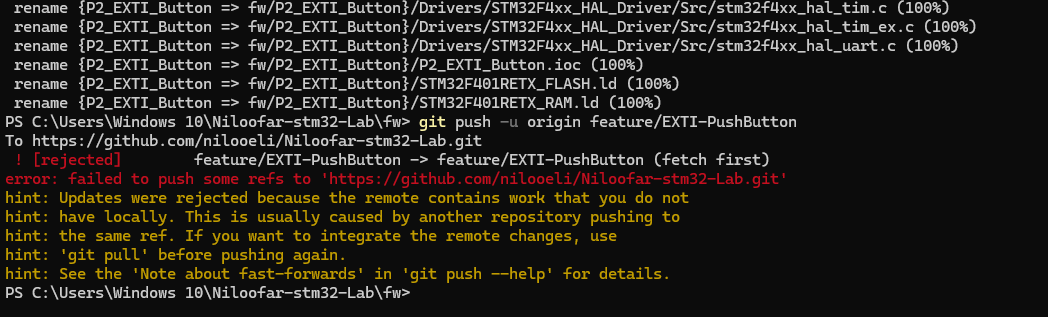 rename {P2_EXTI_Button => fw/P2_EXTI_Button}/Drivers/STM32F4xx_HAL_Driver/Src/stm32f4xx_hal_tim.c (100%)
rename {P2_EXTI_Button => fw/P2_EXTI_Button}/Drivers/STM32F4xx_HAL_Driver/Src/stm32f4xx_hal_tim_ex.c (100%)
rename {P2_EXTI_Button => fw/P2_EXTI_Button}/Drivers/STM32F4xx_HAL_Driver/Src/stm32f4xx_hal_uart.c (100%)
rename {P2_EXTI_Button => fw/P2_EXTI_Button}/P2_EXTI_Button.ioc (100%)
rename {P2_EXTI_Button => fw/P2_EXTI_Button}/STM32F401RETX_FLASH.ld (100%)
rename {P2_EXTI_Button => fw/P2_EXTI_Button}/STM32F401RETX_RAM.ld (100%)
PS C:\Users\Windows 10\Niloofar-stm32-Lab\fw> git push -u origin feature/EXTI-PushButton
To https://github.com/nilooeli/Niloofar-stm32-Lab.git
! [rejected]        feature/EXTI-PushButton -> feature/EXTI-PushButton (fetch first)
error: failed to push some refs to 'https://github.com/nilooeli/Niloofar-stm32-Lab.git'
hint: Updates were rejected because the remote contains work that you do not
hint: have locally. This is usually caused by another repository pushing to
hint: the same ref. If you want to integrate the remote changes, use
hint: 'git pull' before pushing again.
hint: See the 'Note about fast-forwards' in 'git push --help' for details.
PS C:\Users\Windows 10\Niloofar-stm32-Lab\fw>